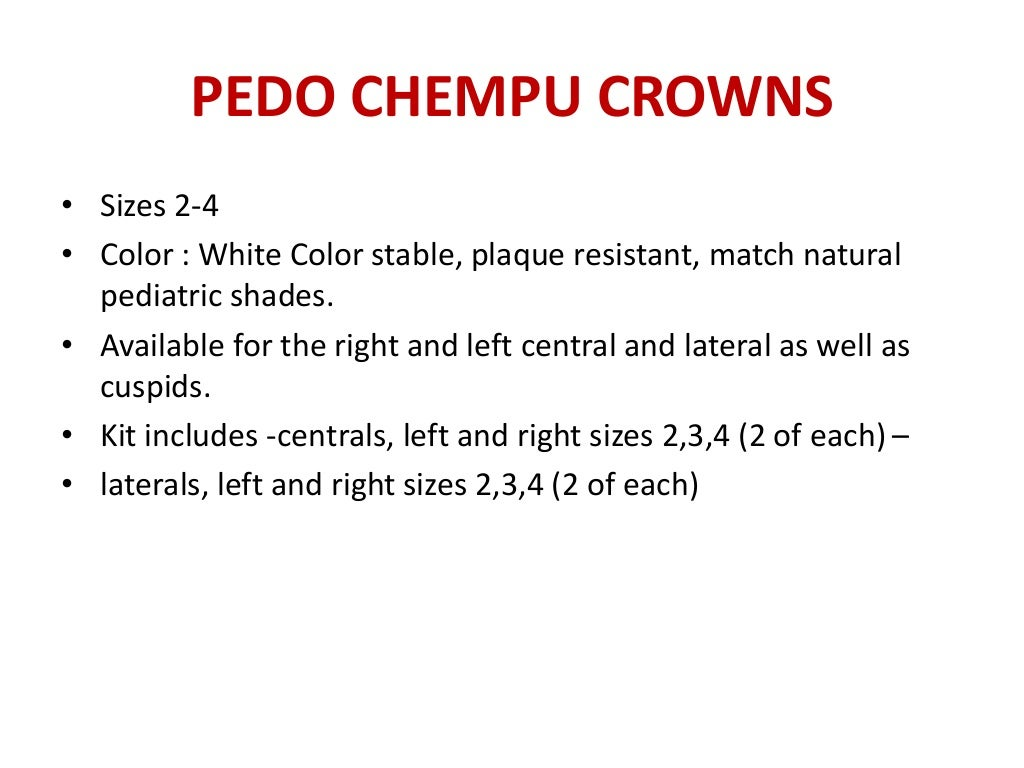 PEDO CHEMPU CROWNS
• Sizes 2-4
• Color : White Color stable, plaque resistant, match natural
pediatric shades.
• Available for the right and left central and lateral as well as
cuspids.
• Kit includes -centrals, left and right sizes 2,3,4 (2 of each) –
• laterals, left and right sizes 2,3,4 (2 of each)